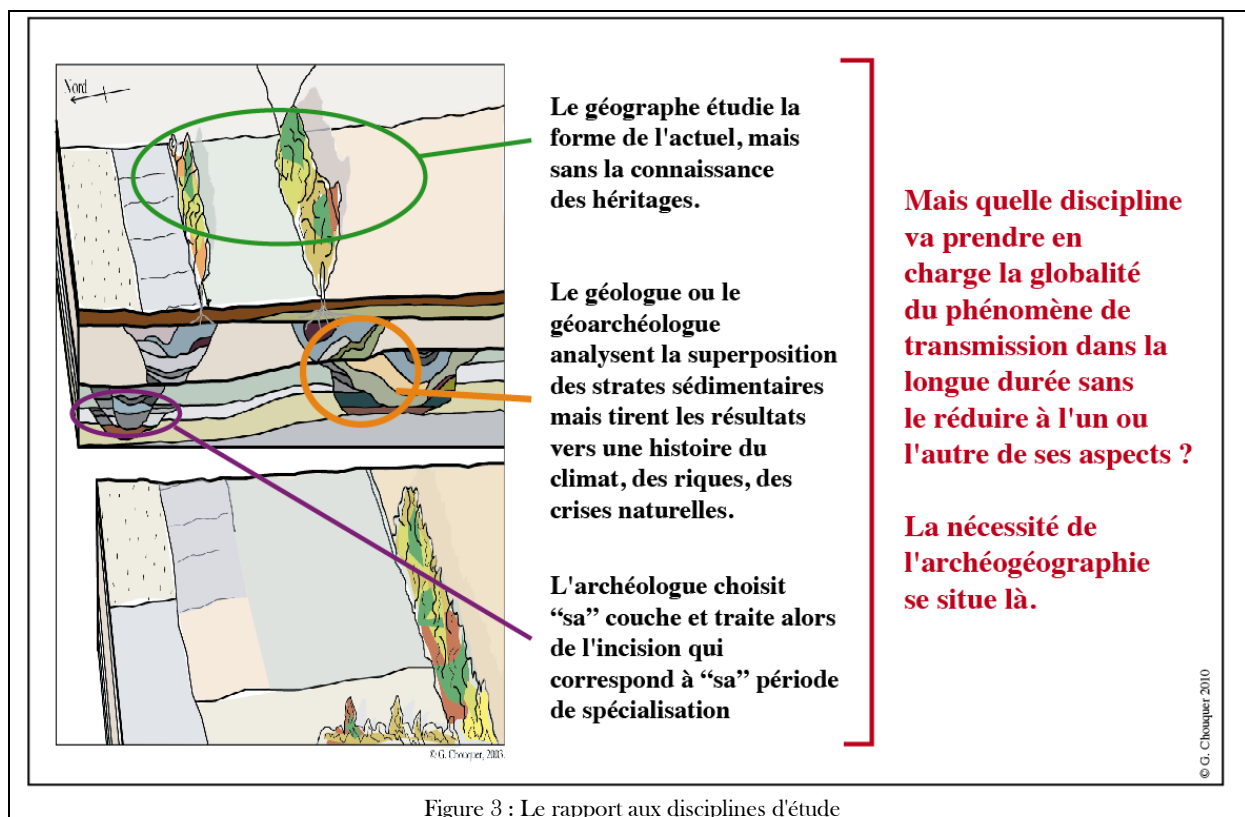 Nord
Le géographe étudie la
forme de l'actuel, mais
sans la connaissance
des héritages.
Le géologue ou le
géoarchéologue
analysent la superposition
des strates sédimentaires
mais tirent les résultats
vers une histoire du
climat, des riques, des
crises naturelles.
L'archéologue choisit
“sa” couche et traite alors
de l'incision qui
correspond à “sa” période
de spécialisation
Mais quelle discipline
va prendre en
charge la globalité
du phénomène de
transmission dans la
longue durée sans
le réduire à l'un ou
l'autre de ses aspects ?
La nécessité de
l'archéogéographie
se situe là.
© G. Chouquer, 2003.
© G. Chouquer 2010
Figure 3 : Le rapport aux disciplines d'étude